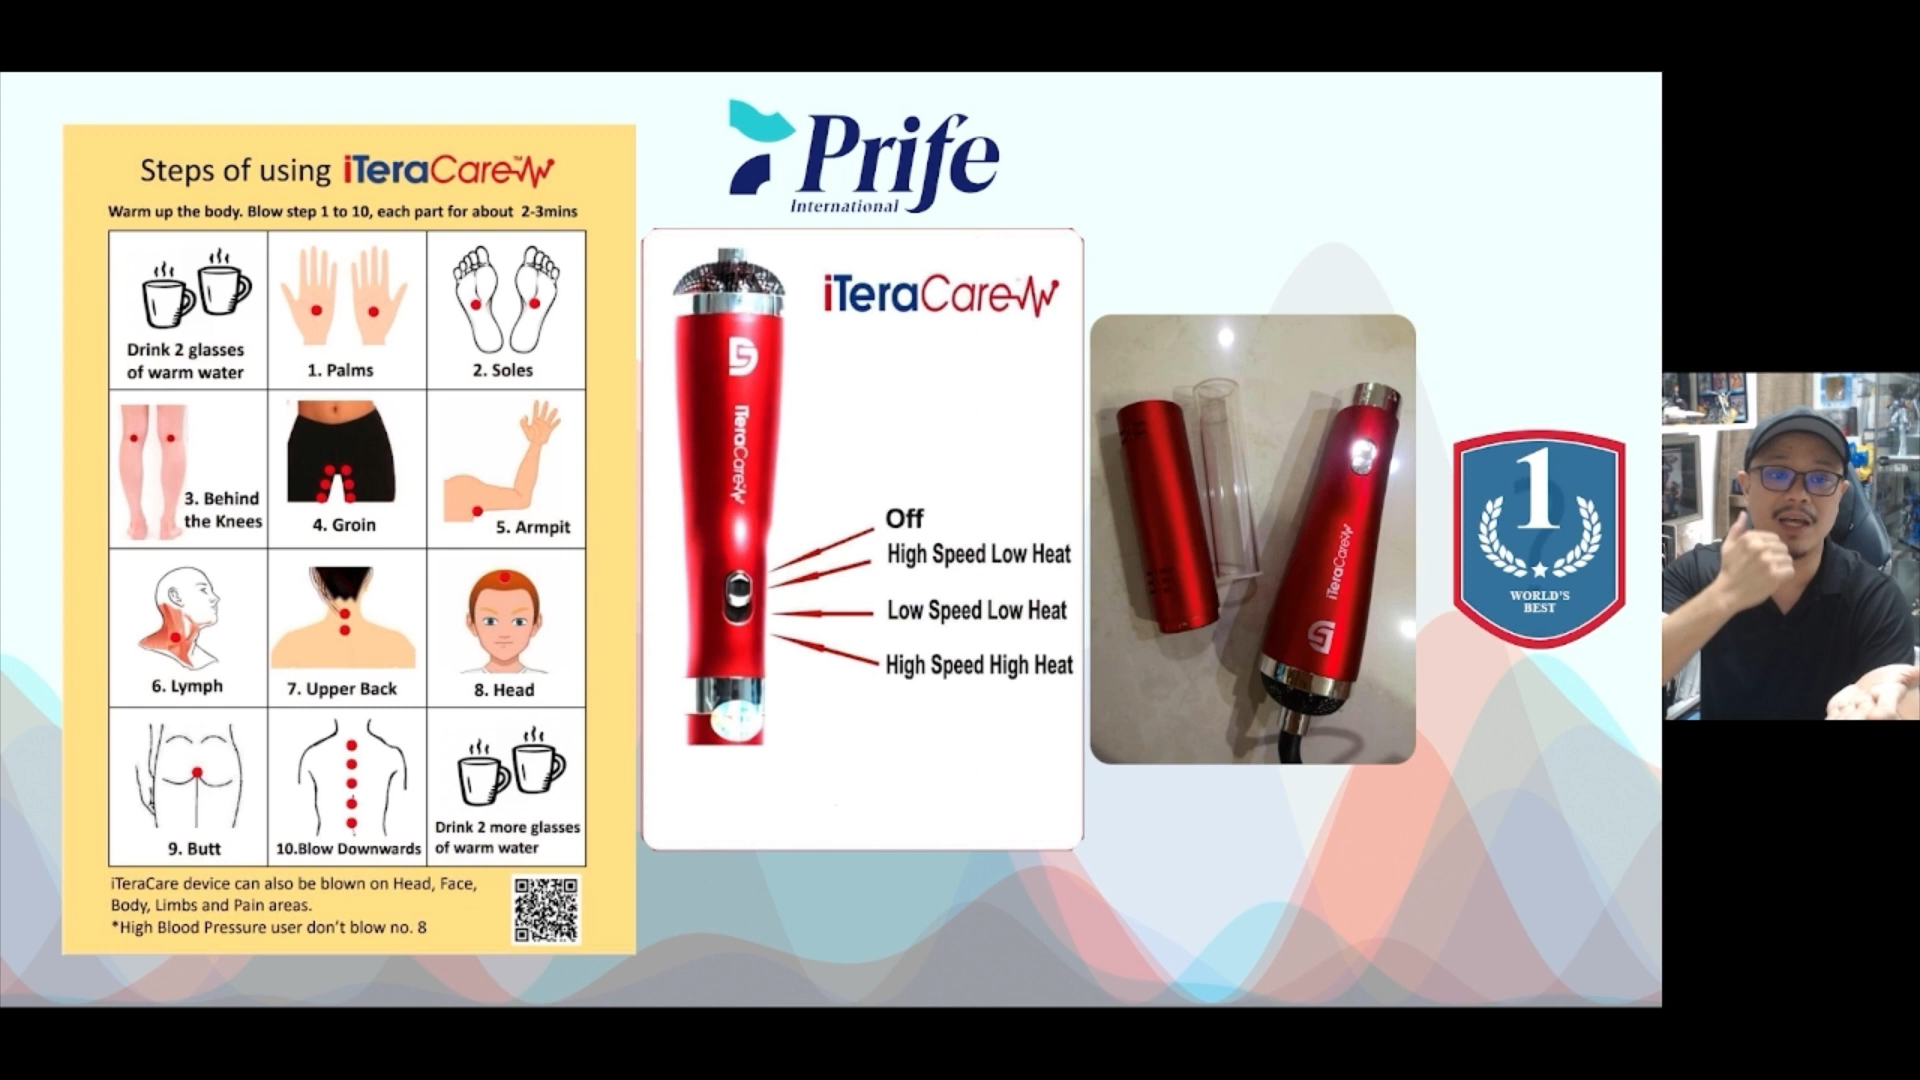 Steps of using iTeraCare™
Warm up the body. Blow step 1 to 10, each part for about 2-3mins
Drink 2 glasses
of warm water
1. Palms
2. Soles
3. Behind
the Knees
4. Groin
5. Armpit
6. Lymph
7. Upper Back
8. Head
9. Butt
10.Blow Downwards
Drink 2 more glasses
of warm water
iTeraCare device can also be blown on Head, Face,
Body, Limbs and Pain areas.
*High Blood Pressure user don't blow no. 8
Prife
International
iTeraCare
iTeraCare
Off
High Speed Low Heat
Low Speed Low Heat
High Speed High Heat
iTeraCare
1
WORLD'S
BEST